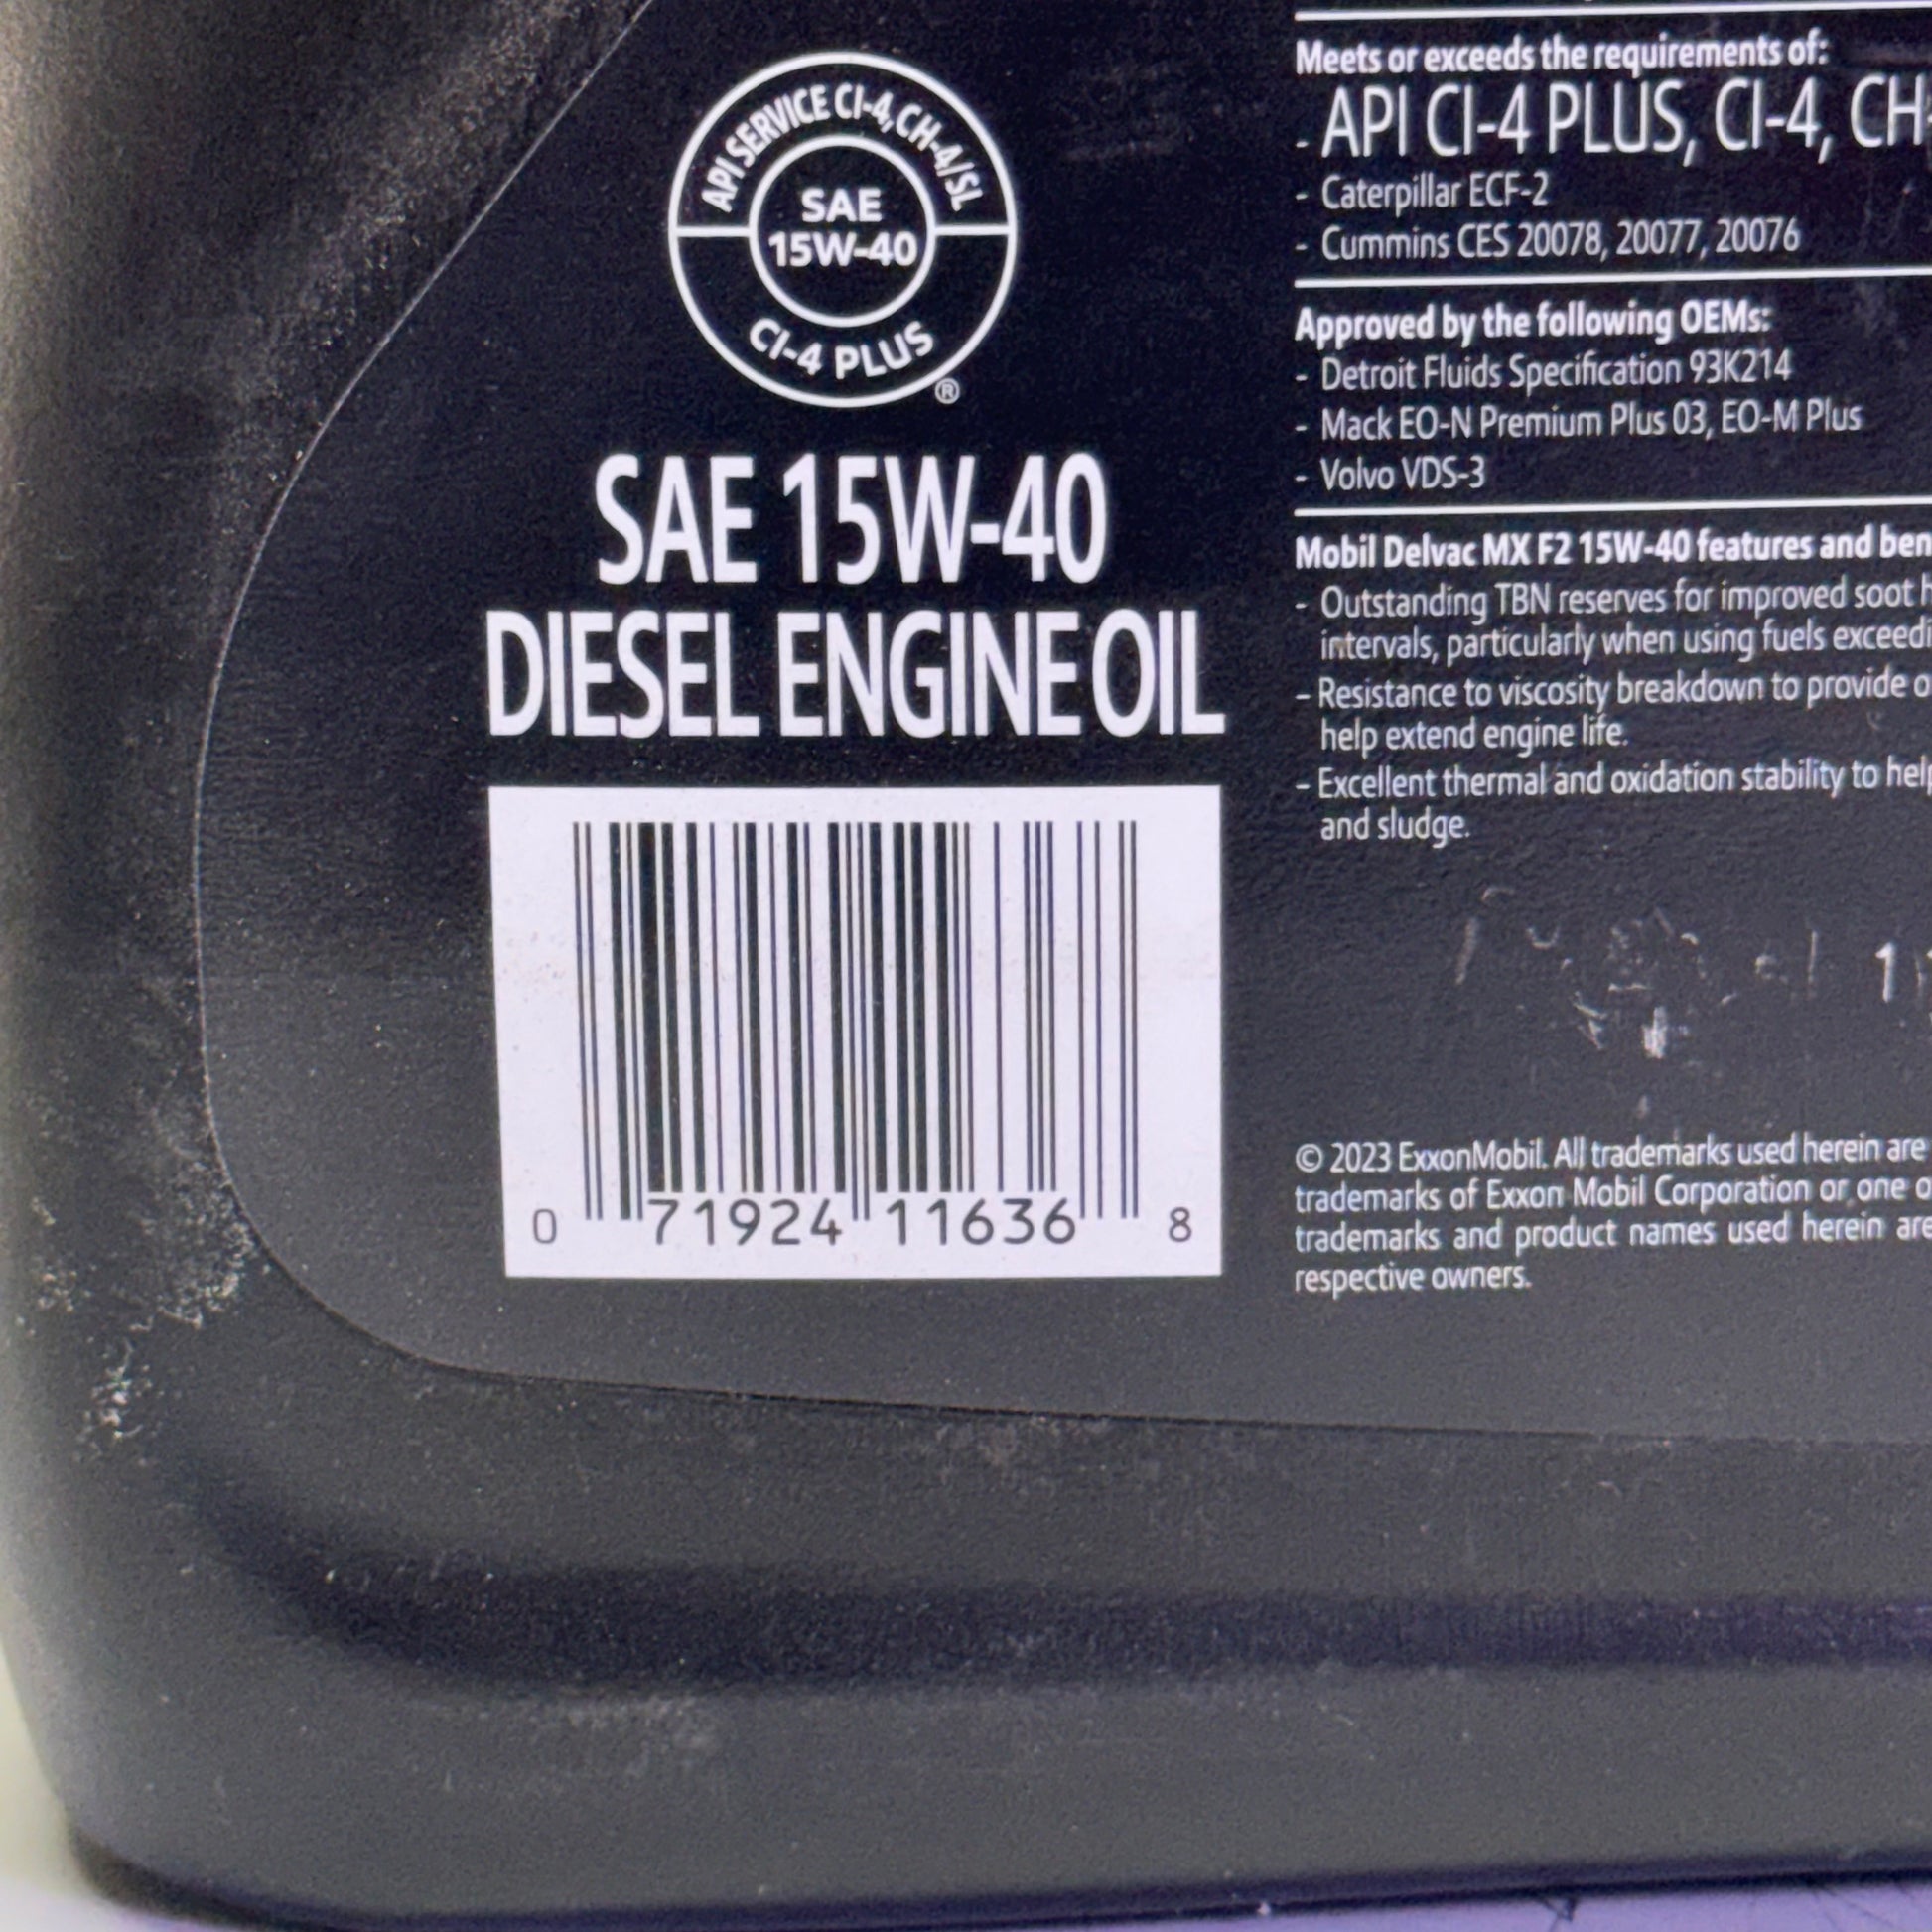 API SERVICE CI-4, CH-4/SL
SAE
15W-40
CI-4 PLUS
®
SAE 15W-40
DIESEL ENGINE OIL
0 71924 11636 8
Meets or exceeds the requirements of:
- API CI-4 PLUS, CI-4, CH-
- Caterpillar ECF-2
- Cummins CES 20078, 20077, 20076
Approved by the following OEMs:
- Detroit Fluids Specification 93K214
- Mack EO-N Premium Plus 03, EO-M Plus
- Volvo VDS-3
Mobil Delvac MX F2 15W-40 features and ben
- Outstanding TBN reserves for improved soot h
intervals, particularly when using fuels exceedi
- Resistance to viscosity breakdown to provide o
help extend engine life.
- Excellent thermal and oxidation stability to help
and sludge.
© 2023 ExxonMobil. All trademarks used herein are
trademarks of Exxon Mobil Corporation or one o
trademarks and product names used herein are
respective owners.